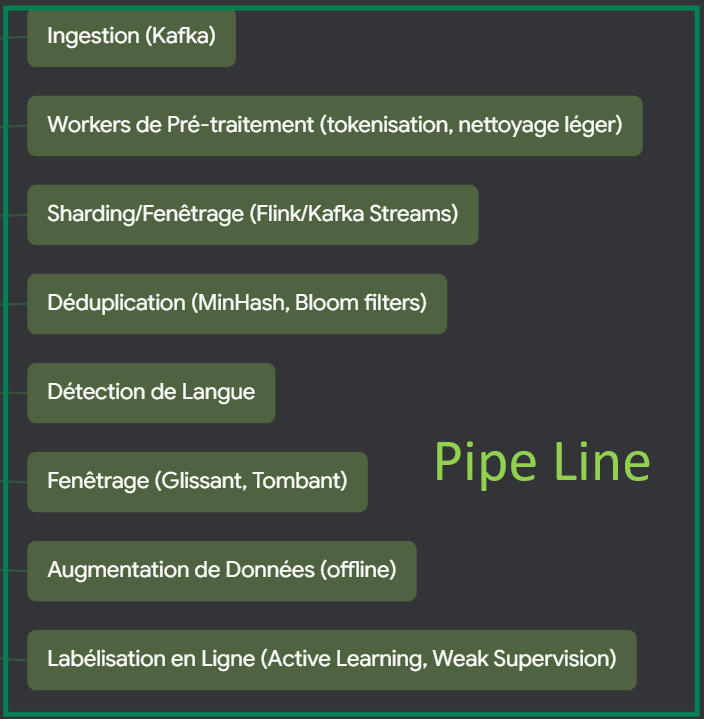 Ingestion (Kafka)
Workers de Pré-traitement (tokenisation, nettoyage léger)
Sharding/Fenêtrage (Flink/Kafka Streams)
Déduplication (MinHash, Bloom filters)
Détection de Langue
Pipe Line
Fenêtrage (Glissant, Tombant)
Augmentation de Données (offline)
Labélisation en Ligne (Active Learning, Weak Supervision)